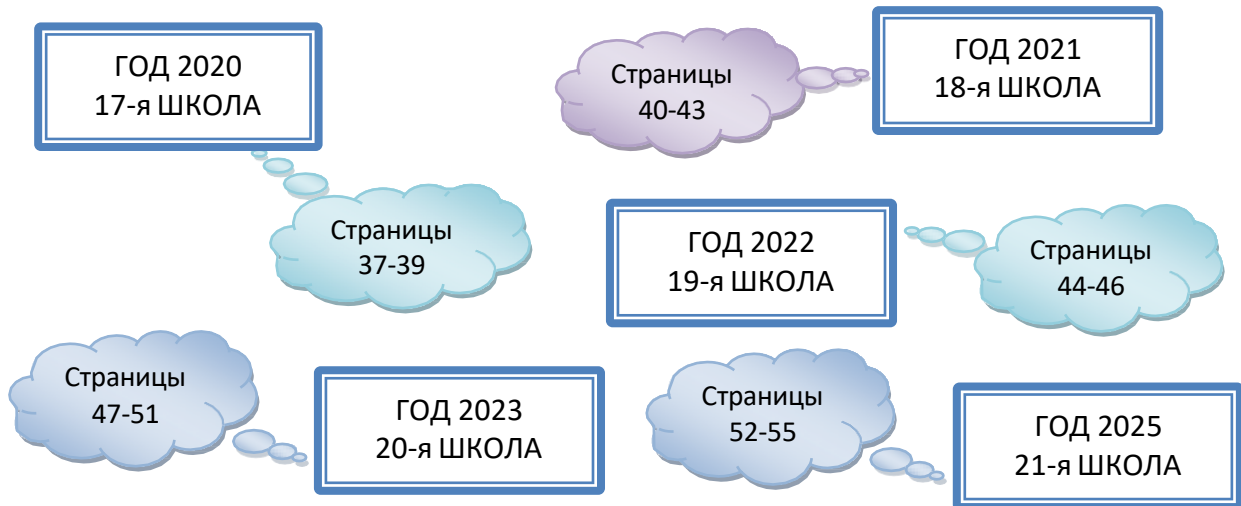 ГОД 2020
17-я ШКОЛА
Страницы
37-39
Страницы
40-43
ГОД 2021
18-я ШКОЛА
ГОД 2022
19-я ШКОЛА
Страницы
44-46
Страницы
47-51
ГОД 2023
20-я ШКОЛА
Страницы
52-55
ГОД 2025
21-я ШКОЛА